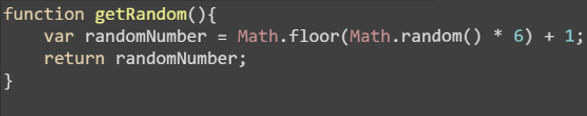 function getRandom(){
    var randomNumber = Math.floor(Math.random() * 6) + 1;
    return randomNumber;
}